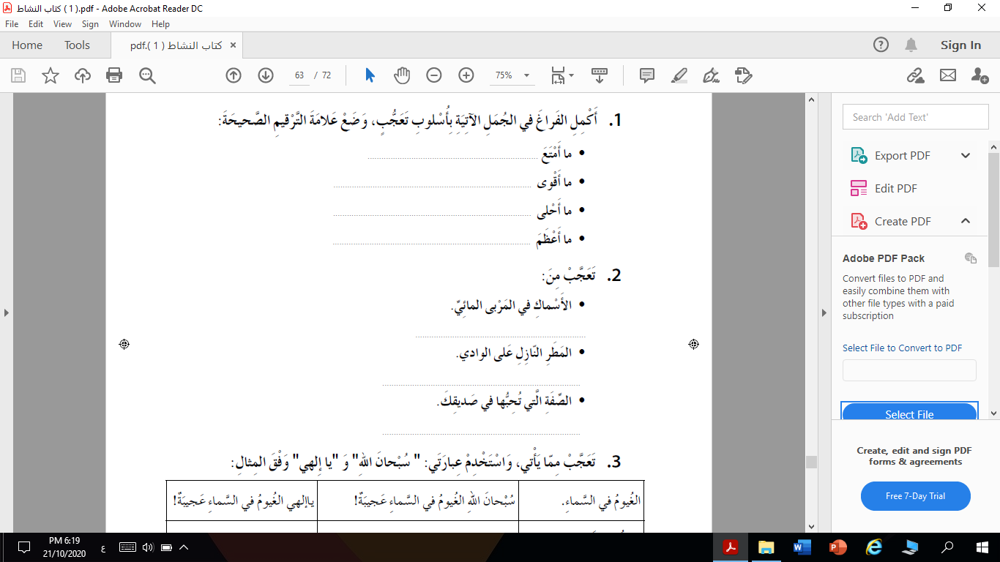 كتاب النشاط ( 1 ).pdf - Adobe Acrobat Reader DC
File Edit View Sign Window Help
Home Tools كتاب النشاط ( 1 ).pdf × Sign In
63 / 72 75%
1. أَكْمِلِ الفَراغَ في الجُمَلِ الآتِيَةِ بِأُسْلوبِ تَعَجُّبٍ، وَضَعْ عَلامَةَ التَّرْقيمِ الصَّحيحَةَ:
• ما أَمْتَعَ
• ما أَقْوى
• ما أَحْلى
• ما أَعْظَمَ
2. تَعَجَّبْ مِنَ:
• الأَسْماكِ في المَرْبى المائِيِّ.
• المَطَرِ النّازِلِ عَلى الوادي.
• الصِّفَةِ الَّتي تُحِبُّها في صَديقِكَ.
3. تَعَجَّبْ مِمّا يَأْتي، وَاسْتَخْدِمْ عِبارَتَي: " سُبْحانَ اللهِ" وَ "يا إِلهي" وَفْقَ المِثالِ:
الغُيومُ في السَّماءِ. سُبْحانَ اللهِ الغُيومُ في السَّماءِ عَجيبَةٌ! ياإلهي الغُيومُ في السَّماءِ عَجيبَةٌ!
Search 'Add Text'
Export PDF
Edit PDF
Create PDF
Adobe PDF Pack
Convert files to PDF and
easily combine them with
other file types with a paid
subscription
Select File to Convert to PDF
Select File
Create, edit and sign PDF
forms & agreements
Free 7-Day Trial
PM 6:19
21/10/2020
ع